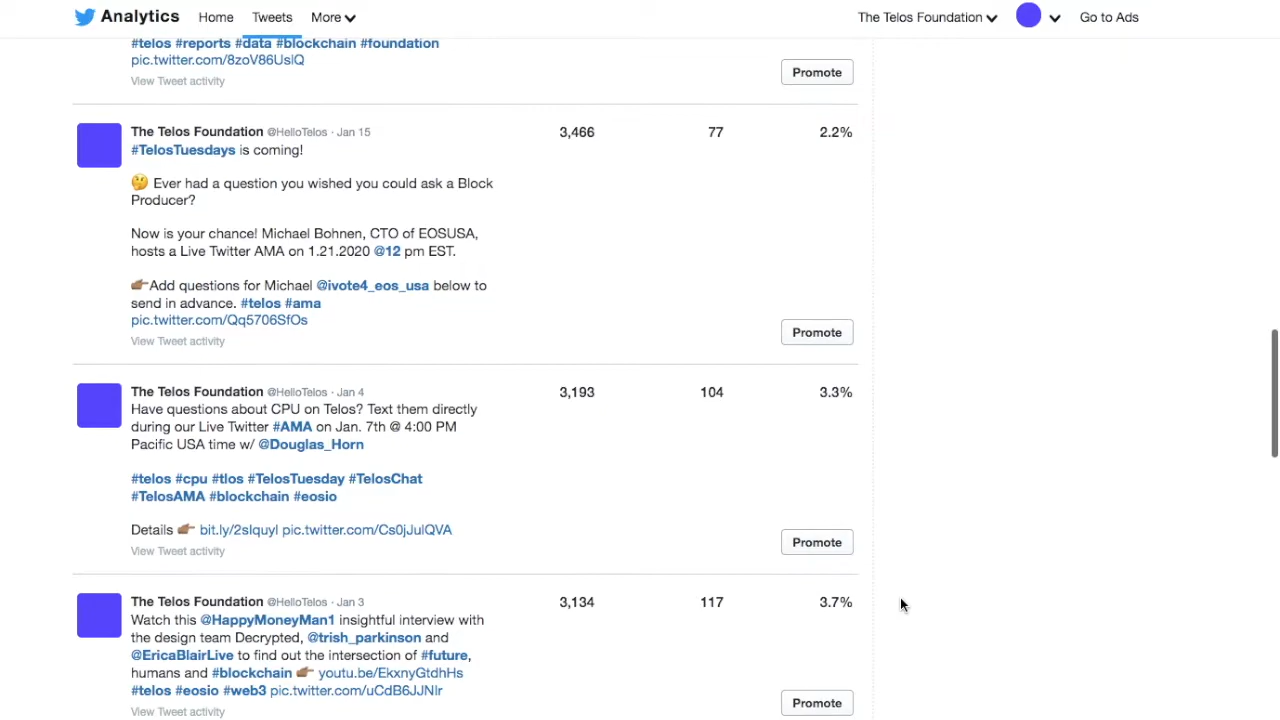 Analytics Home Tweets More The Telos Foundation Go to Ads
#telos #reports #data #blockchain #foundation
pic.twitter.com/8zoV86UslQ
View Tweet activity
Promote
The Telos Foundation @HelloTelos · Jan 15 3,466 77 2.2%
#TelosTuesdays is coming!
🤔 Ever had a question you wished you could ask a Block
Producer?
Now is your chance! Michael Bohnen, CTO of EOSUSA,
hosts a Live Twitter AMA on 1.21.2020 @12 pm EST.
👉🏽Add questions for Michael @ivote4_eos_usa below to
send in advance. #telos #ama
pic.twitter.com/Qq5706SfOs
View Tweet activity
Promote
The Telos Foundation @HelloTelos · Jan 4 3,193 104 3.3%
Have questions about CPU on Telos? Text them directly
during our Live Twitter #AMA on Jan. 7th @ 4:00 PM
Pacific USA time w/ @Douglas_Horn
#telos #cpu #tlos #TelosTuesday #TelosChat
#TelosAMA #blockchain #eosio
Details 👉🏽 bit.ly/2sIquyl pic.twitter.com/Cs0jJulQVA
View Tweet activity
Promote
The Telos Foundation @HelloTelos · Jan 3 3,134 117 3.7%
Watch this @HappyMoneyMan1 insightful interview with
the design team Decrypted, @trish_parkinson and
@EricaBlairLive to find out the intersection of #future,
humans and #blockchain 👉🏽 youtu.be/EkxnyGtdhHs
#telos #eosio #web3 pic.twitter.com/uCdB6JJNlr
View Tweet activity
Promote